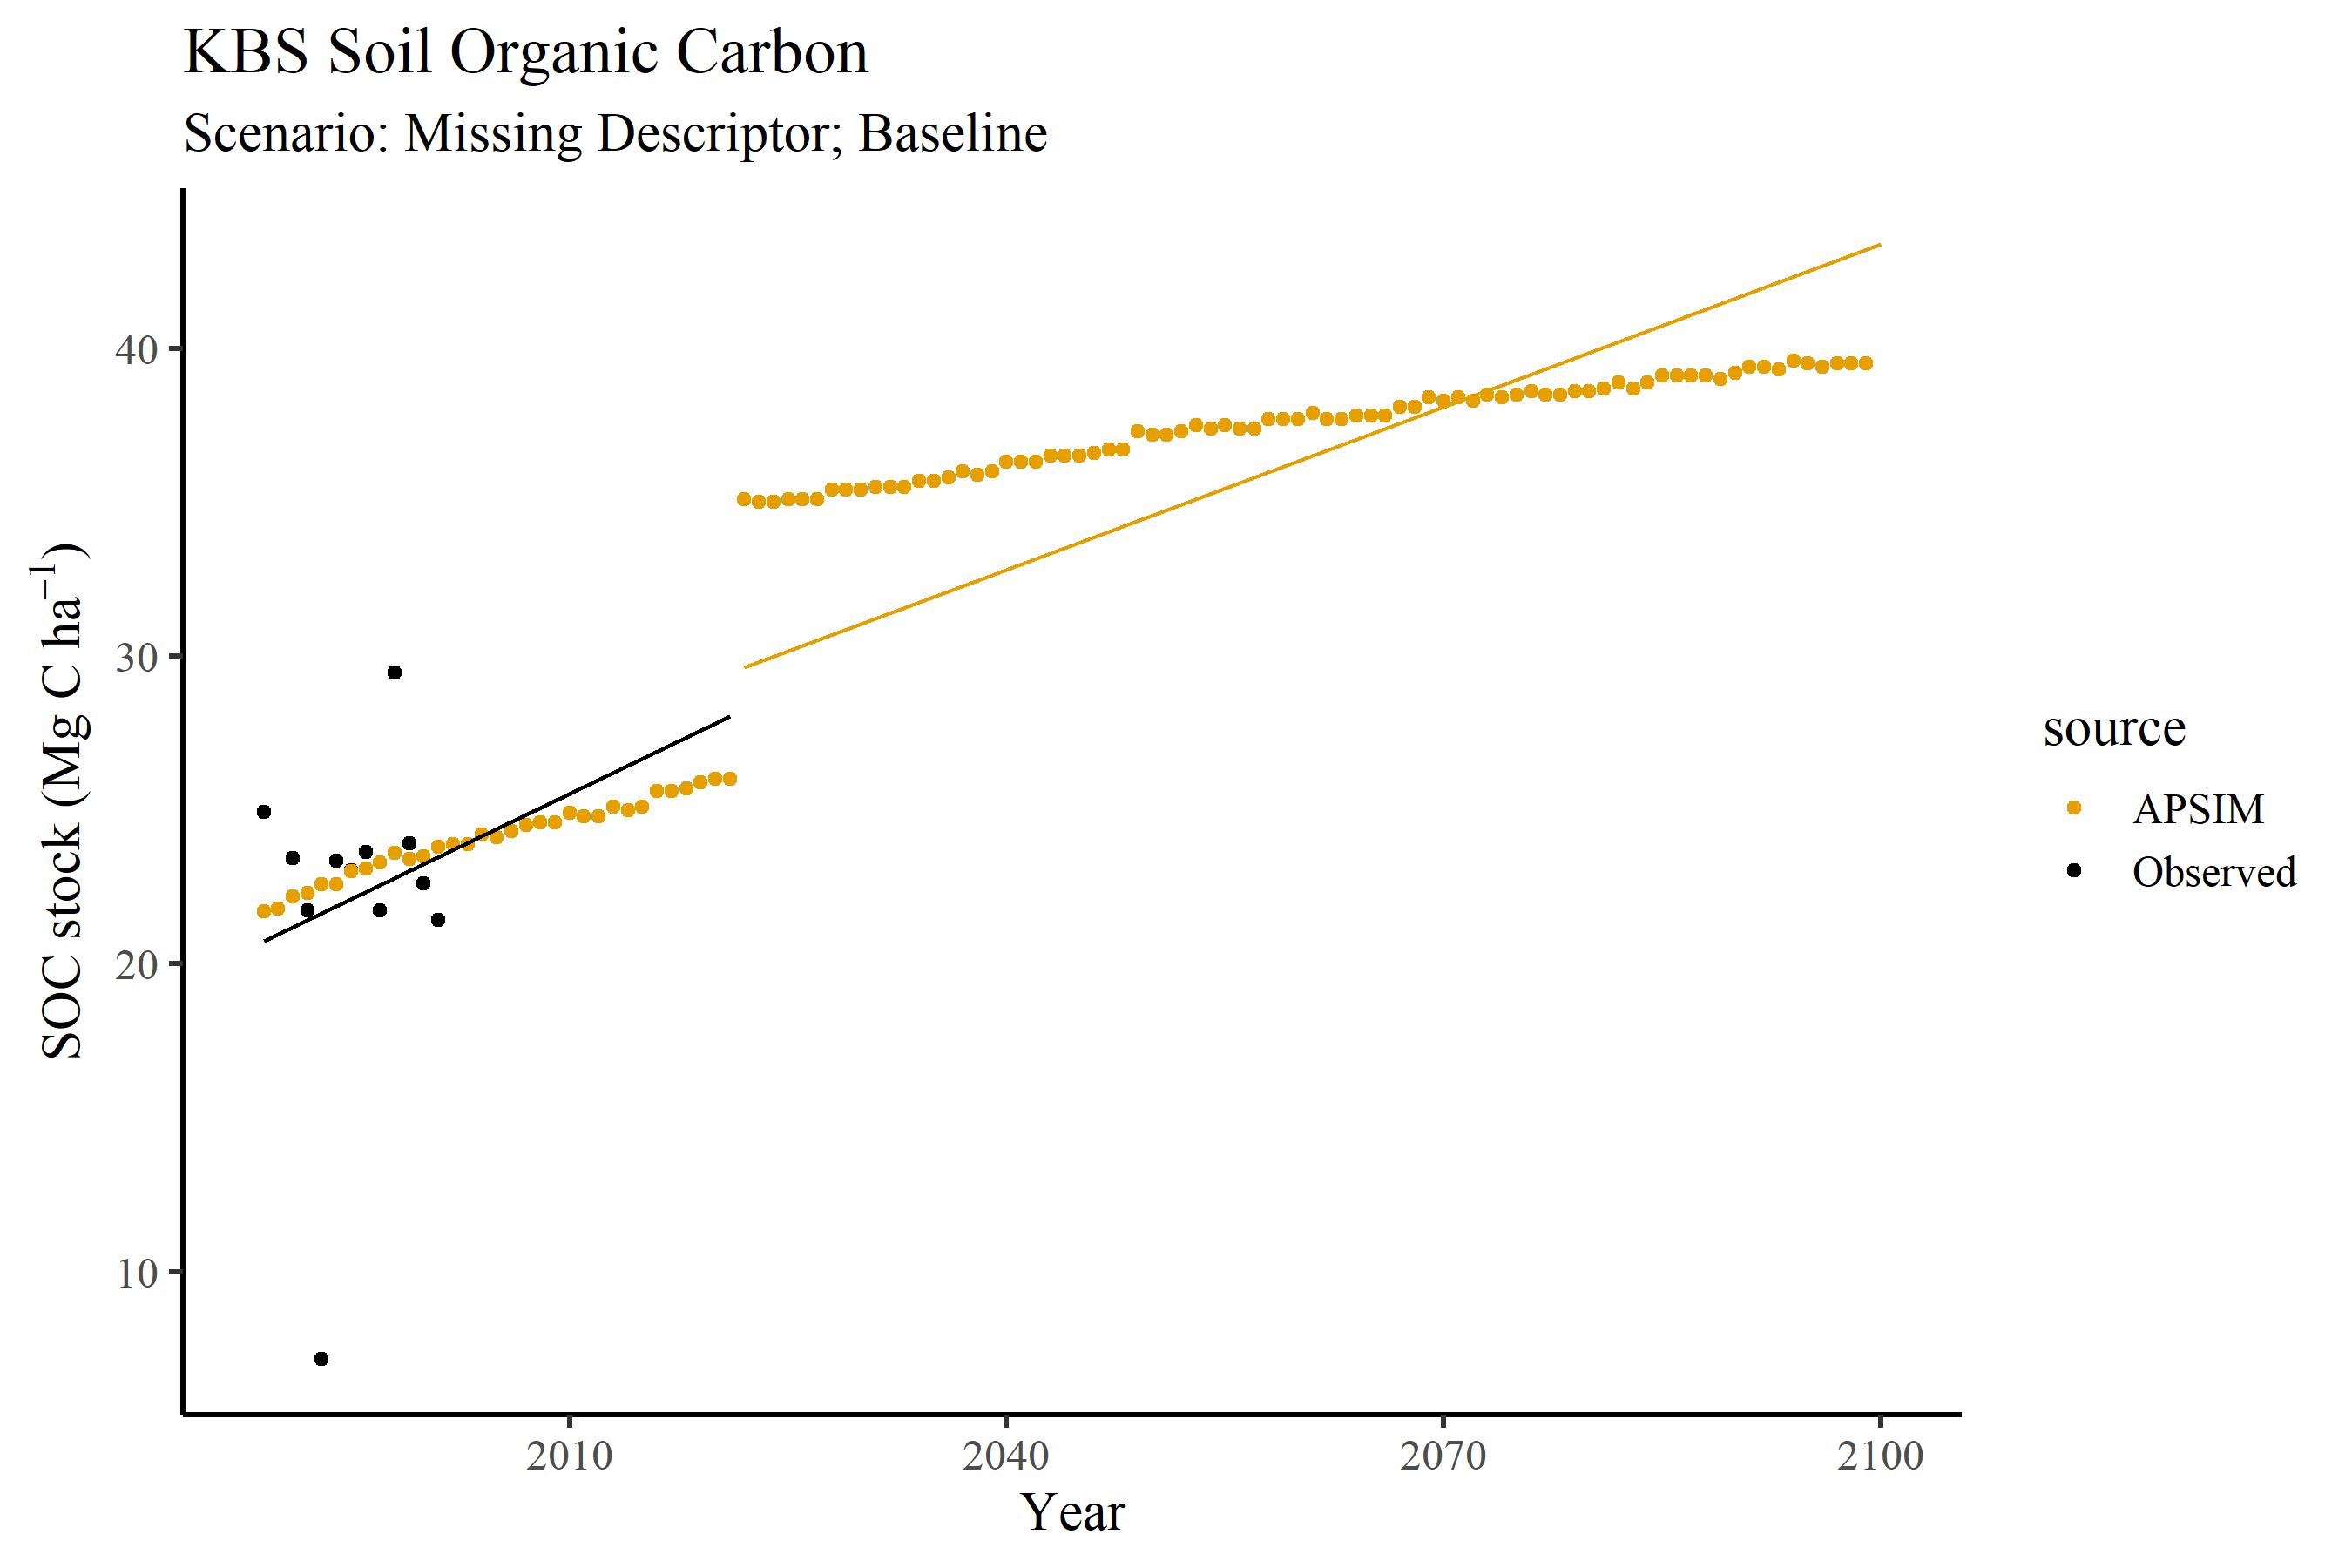 KBS Soil Organic Carbon
Scenario: Missing Descriptor; Baseline
SOC stock (Mg C ha⁻¹)
40
30
20
10
2010 2040 2070 2100
Year
source
APSIM
Observed